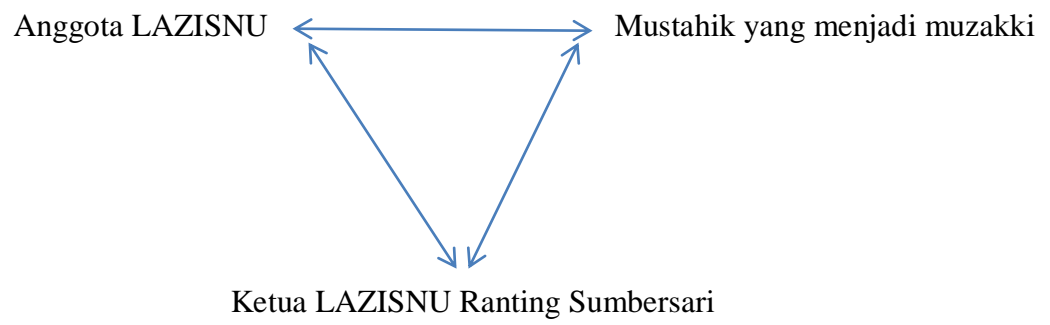 Anggota LAZISNU
Mustahik yang menjadi muzakki
Ketua LAZISNU Ranting Sumbersari